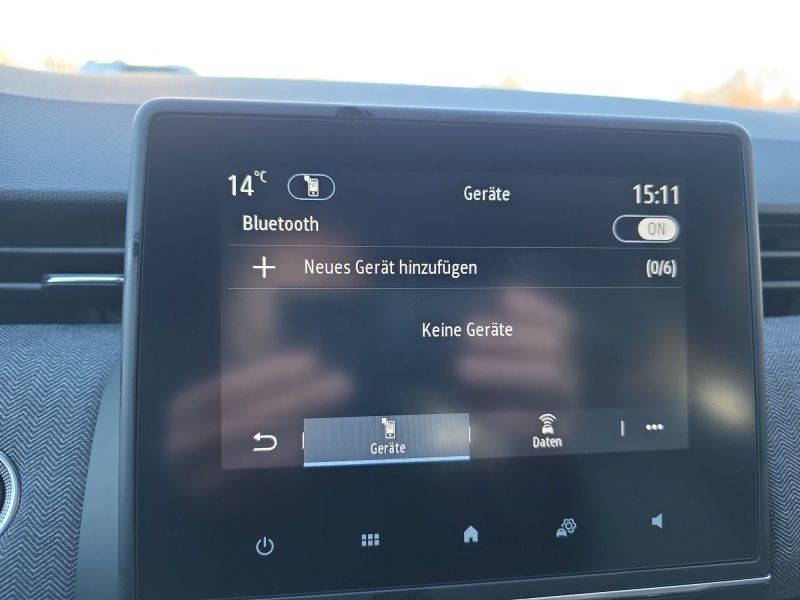 14°C Geräte 15:11
Bluetooth ON
Neues Gerät hinzufügen (0/6)
Keine Geräte
Geräte Daten